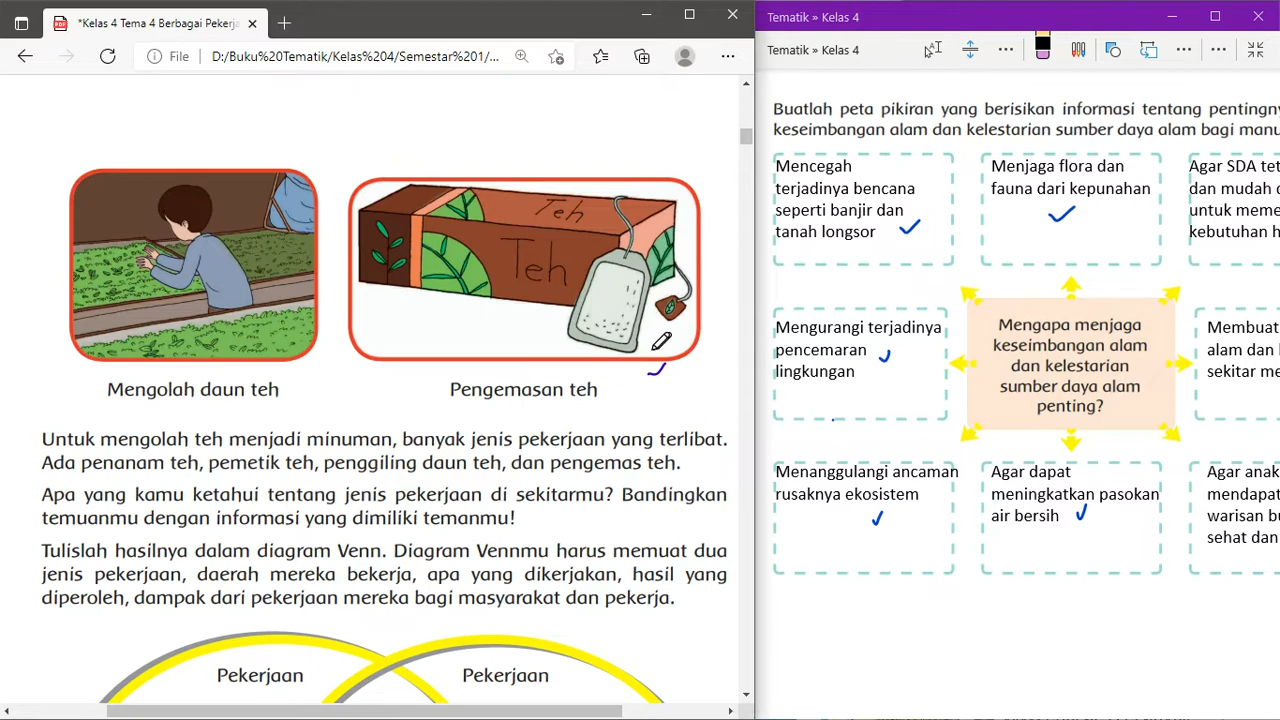 *Kelas 4 Tema 4 Berbagai Pekerja
File
D:/Buku%20Tematik/Kelas%204/Semestar%201/...
Teh
Teh
Mengolah daun teh
Pengemasan teh
Untuk mengolah teh menjadi minuman, banyak jenis pekerjaan yang terlibat.
Ada penanam teh, pemetik teh, penggiling daun teh, dan pengemas teh.
Apa yang kamu ketahui tentang jenis pekerjaan di sekitarmu? Bandingkan
temuanmu dengan informasi yang dimiliki temanmu!
Tulislah hasilnya dalam diagram Venn. Diagram Vennmu harus memuat dua
jenis pekerjaan, daerah mereka bekerja, apa yang dikerjakan, hasil yang
diperoleh, dampak dari pekerjaan mereka bagi masyarakat dan pekerja.
Pekerjaan
Pekerjaan
Tematik » Kelas 4
Tematik » Kelas 4
Buatlah peta pikiran yang berisikan informasi tentang pentingny
keseimbangan alam dan kelestarian sumber daya alam bagi manu
Mencegah
terjadinya bencana
seperti banjir dan
tanah longsor
Menjaga flora dan
fauna dari kepunahan
Agar SDA tet
dan mudah d
untuk meme
kebutuhan h
Mengurangi terjadinya
pencemaran
lingkungan
Mengapa menjaga
keseimbangan alam
dan kelestarian
sumber daya alam
penting?
Membuat
alam dan l
sekitar me
Menanggulangi ancaman
rusaknya ekosistem
Agar dapat
meningkatkan pasokan
air bersih
Agar anak
mendapat
warisan bu
sehat dan